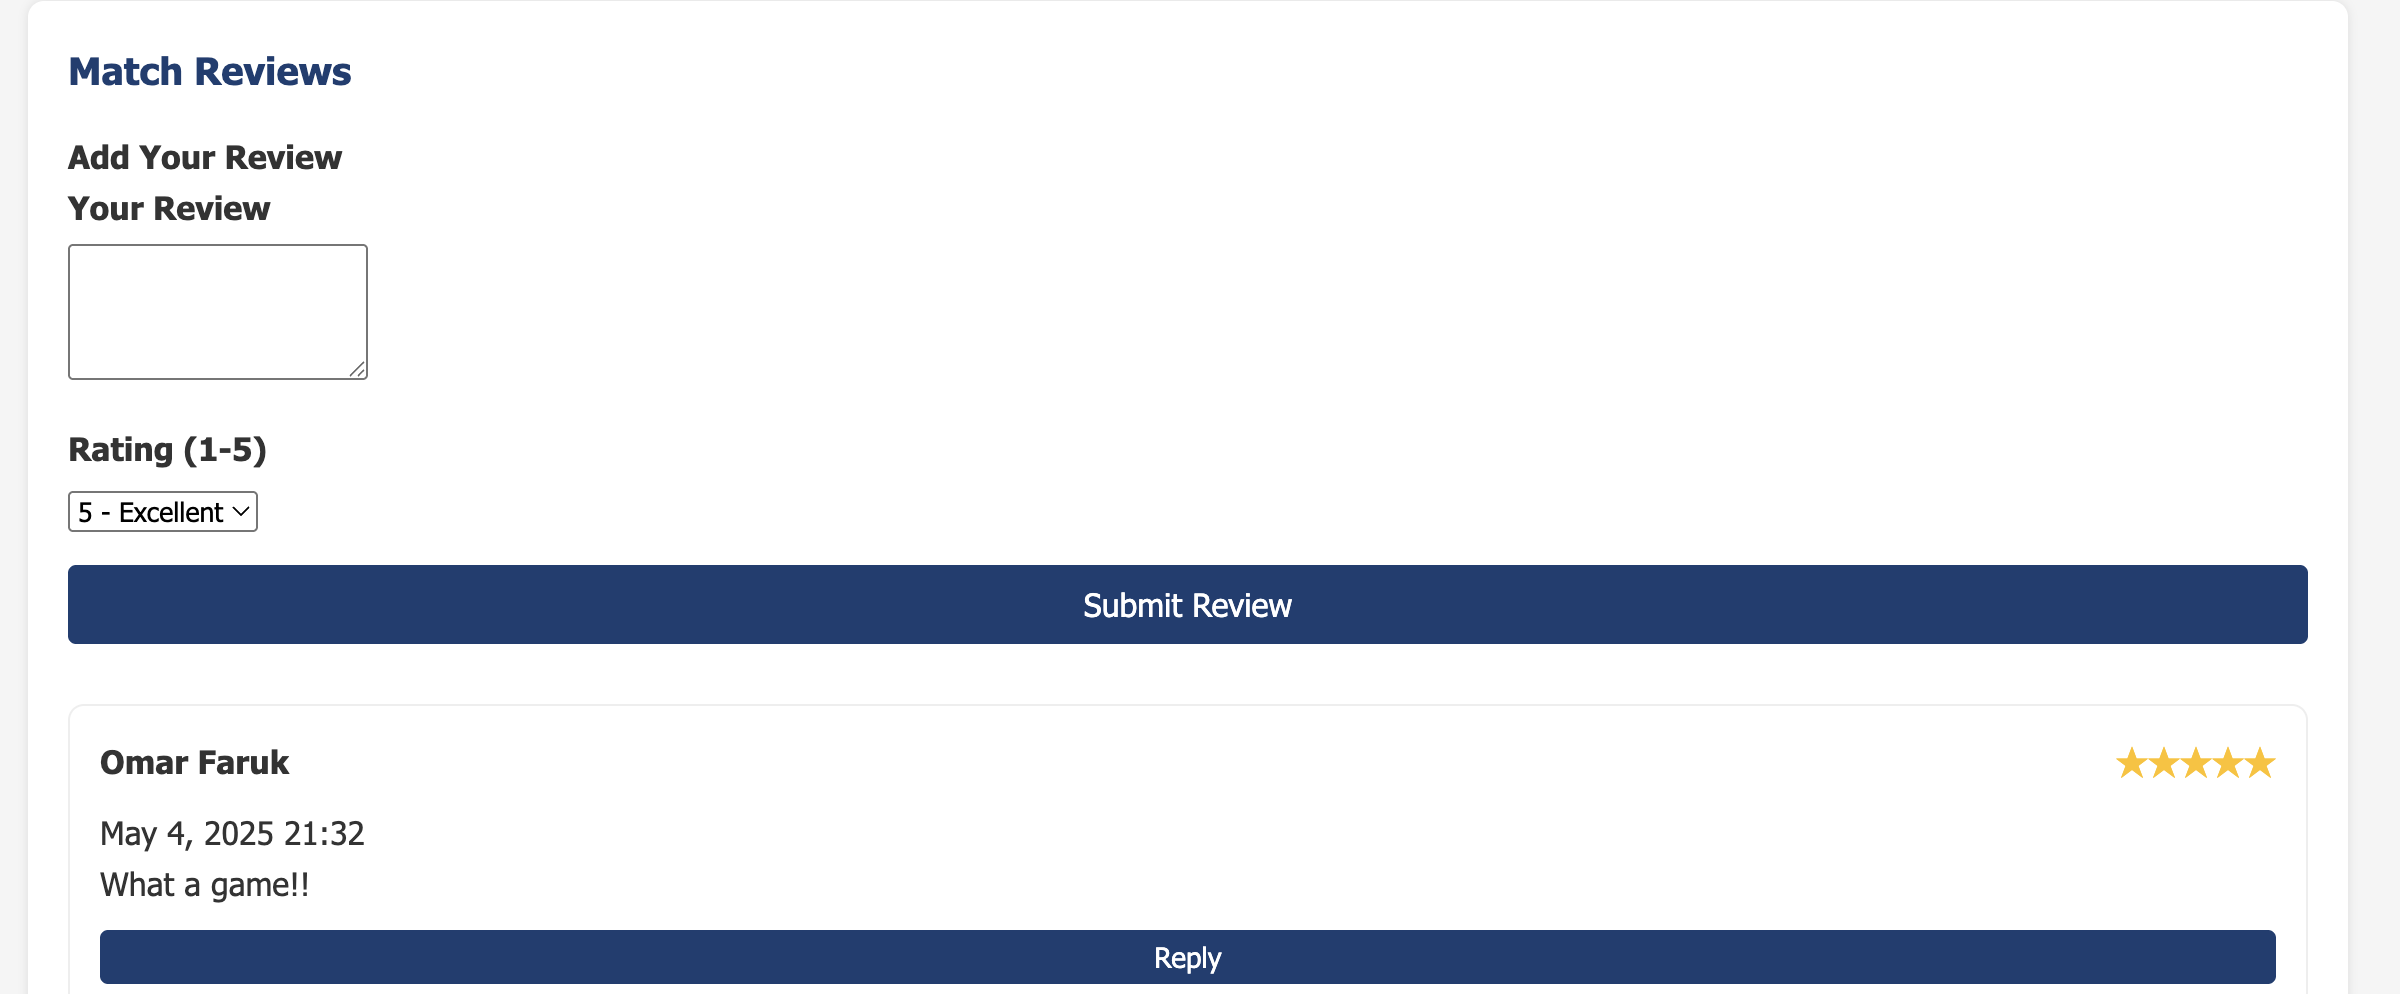 Match Reviews
Add Your Review
Your Review
Rating (1-5)
5 - Excellent
Submit Review
Omar Faruk
May 4, 2025 21:32
What a game!!
Reply